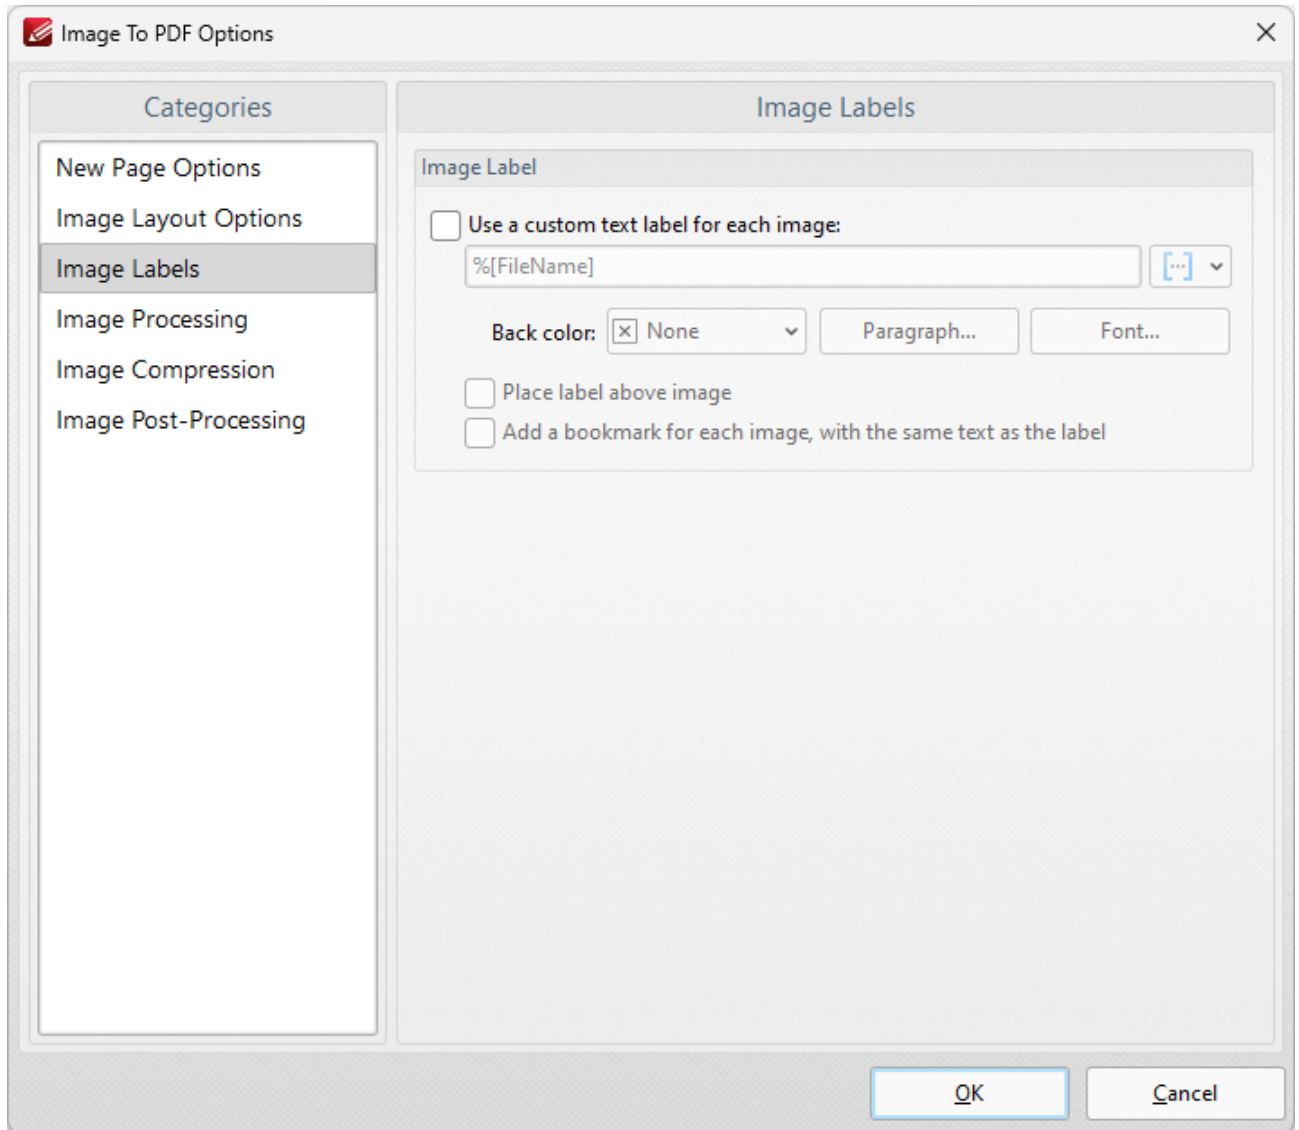 Image To PDF Options
Categories
New Page Options
Image Layout Options
Image Labels
Image Processing
Image Compression
Image Post-Processing
Image Labels
Image Label
Use a custom text label for each image:
%[FileName]
Back color: None Paragraph... Font...
Place label above image
Add a bookmark for each image, with the same text as the label
OK Cancel